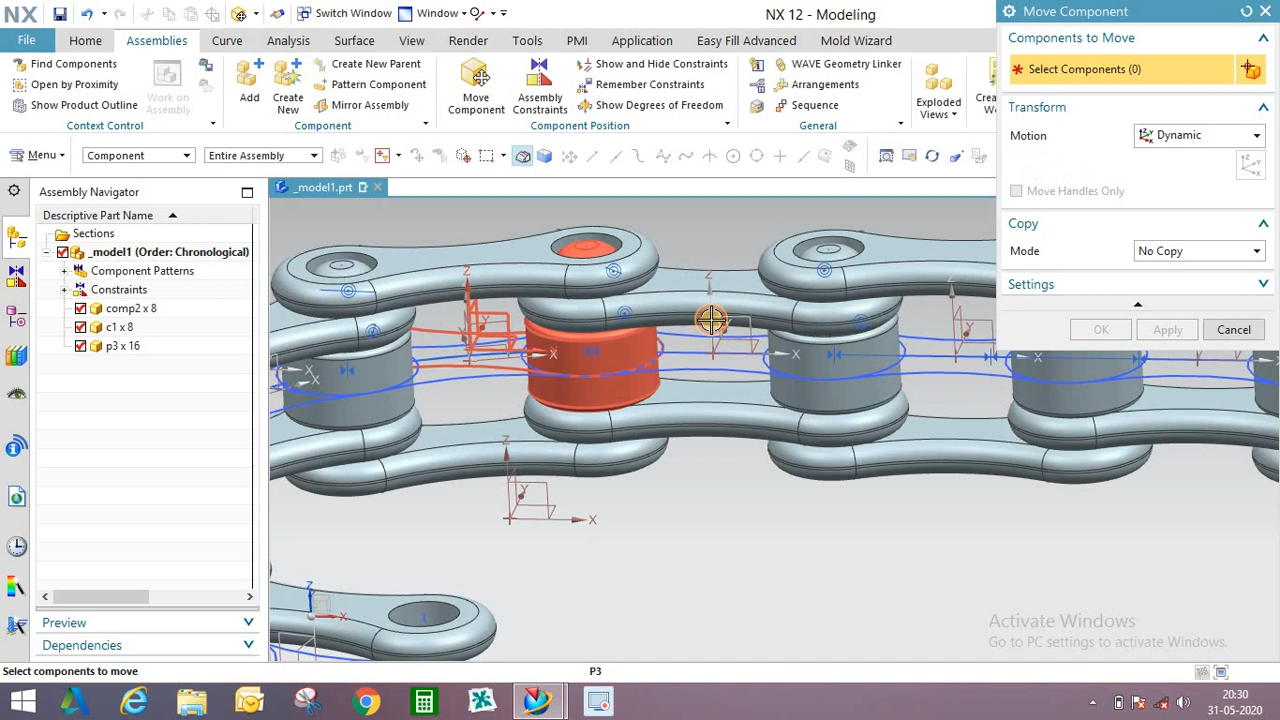 NX
Switch Window
Window
NX 12 - Modeling
Move Component
File
Home
Assemblies
Curve
Analysis
Surface
View
Render
Tools
PMI
Application
Easy Fill Advanced
Mold Wizard
Components to Move
Find Components
Open by Proximity
Show Product Outline
Work on Assembly
Context Control
Add
Create New
Create New Parent
Pattern Component
Mirror Assembly
Component
Move Component
Assembly Constraints
Show and Hide Constraints
Remember Constraints
Show Degrees of Freedom
Component Position
WAVE Geometry Linker
Arrangements
Sequence
General
Exploded Views
* Select Components (0)
Transform
Motion
Dynamic
Move Handles Only
Copy
Mode
No Copy
Settings
OK
Apply
Cancel
Menu
Component
Entire Assembly
Assembly Navigator
_model1.prt
Descriptive Part Name
Sections
_model1 (Order: Chronological)
Component Patterns
Constraints
comp2 x 8
c1 x 8
p3 x 16
Z
Y
X
Z
X
X
X
X
Z
Y
X
Z
X
Preview
Dependencies
Activate Windows
Go to PC settings to activate Windows.
Select components to move
P3
20:30
31-05-2020